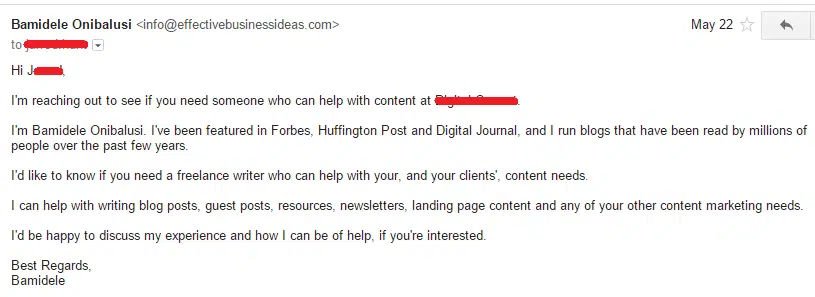 Bamidele Onibalusi <info@effectivebusinessideas.com> May 22
to
Hi J
I'm reaching out to see if you need someone who can help with content at
I'm Bamidele Onibalusi. I've been featured in Forbes, Huffington Post and Digital Journal, and I run blogs that have been read by millions of
people over the past few years.
I'd like to know if you need a freelance writer who can help with your, and your clients', content needs.
I can help with writing blog posts, guest posts, resources, newsletters, landing page content and any of your other content marketing needs.
I'd be happy to discuss my experience and how I can be of help, if you're interested.
Best Regards,
Bamidele